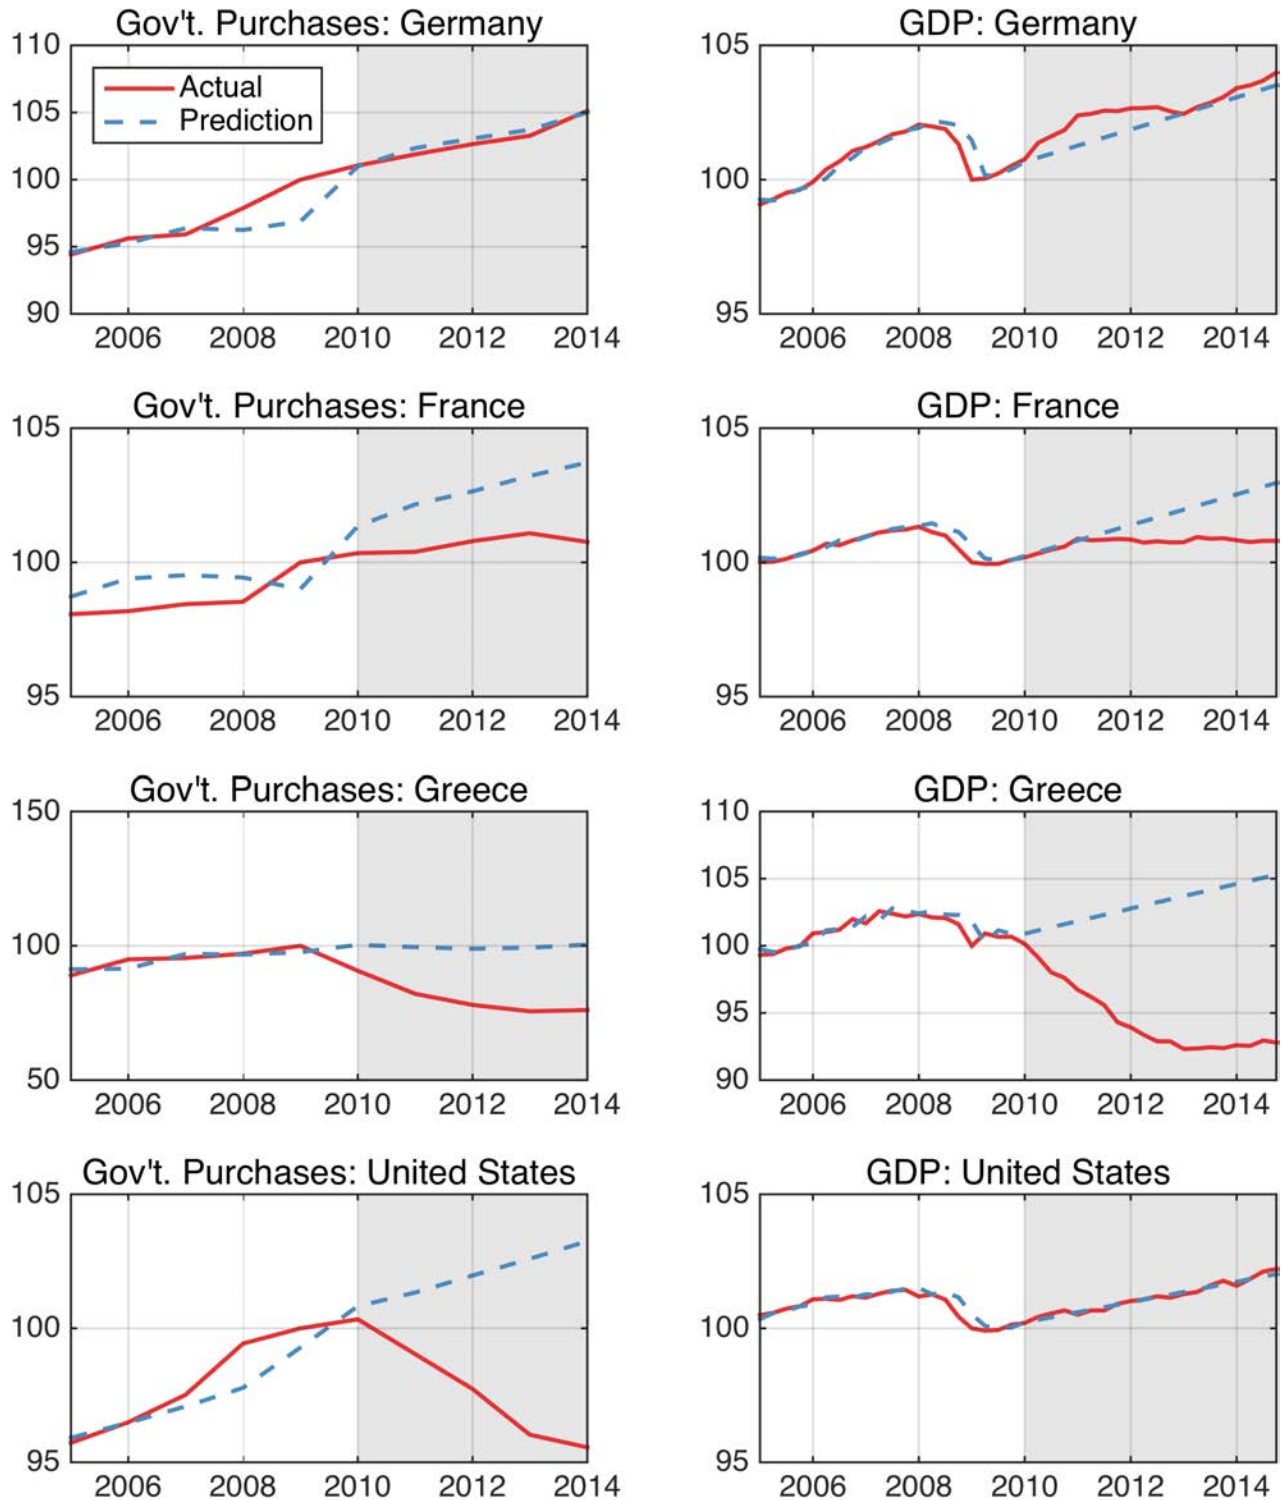 Gov't. Purchases: Germany
110
105
100
95
90
Actual
Prediction
2006 2008 2010 2012 2014
GDP: Germany
105
100
95
2006 2008 2010 2012 2014
Gov't. Purchases: France
105
100
95
2006 2008 2010 2012 2014
GDP: France
105
100
95
2006 2008 2010 2012 2014
Gov't. Purchases: Greece
150
100
50
2006 2008 2010 2012 2014
GDP: Greece
110
105
100
95
90
2006 2008 2010 2012 2014
Gov't. Purchases: United States
105
100
95
2006 2008 2010 2012 2014
GDP: United States
105
100
95
2006 2008 2010 2012 2014